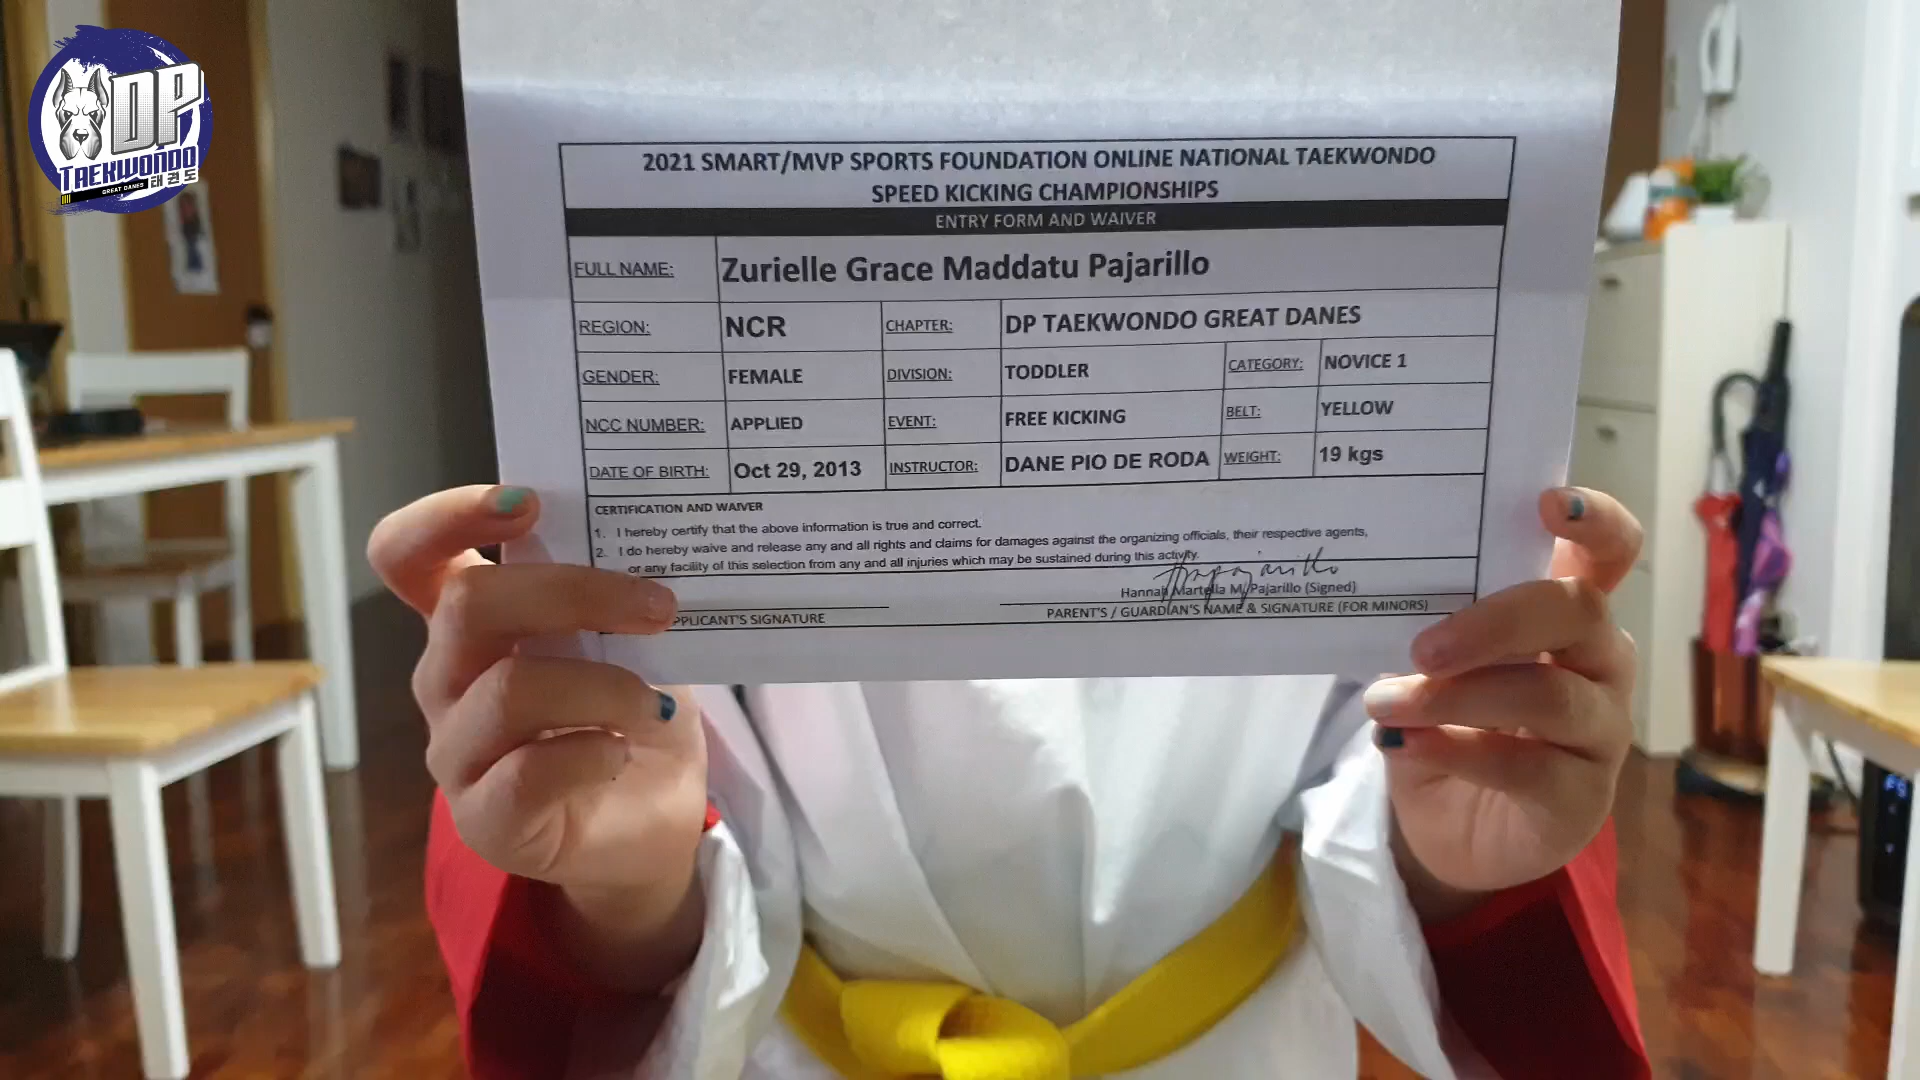 DP
TAEKWONDO
GREAT DANES 태권도
2021 SMART/MVP SPORTS FOUNDATION ONLINE NATIONAL TAEKWONDO
SPEED KICKING CHAMPIONSHIPS
ENTRY FORM AND WAIVER
FULL NAME: Zurielle Grace Maddatu Pajarillo
REGION: NCR CHAPTER: DP TAEKWONDO GREAT DANES
GENDER: FEMALE DIVISION: TODDLER CATEGORY: NOVICE 1
NCC NUMBER: APPLIED EVENT: FREE KICKING BELT: YELLOW
DATE OF BIRTH: Oct 29, 2013 INSTRUCTOR: DANE PIO DE RODA WEIGHT: 19 kgs
CERTIFICATION AND WAIVER
1. I hereby certify that the above information is true and correct.
2. I do hereby waive and release any and all rights and claims for damages against the organizing officials, their respective agents,
or any facility of this selection from any and all injuries which may be sustained during this activity.
Hannah Martella M. Pajarillo (Signed)
PPLICANT'S SIGNATURE PARENT'S / GUARDIAN'S NAME & SIGNATURE (FOR MINORS)